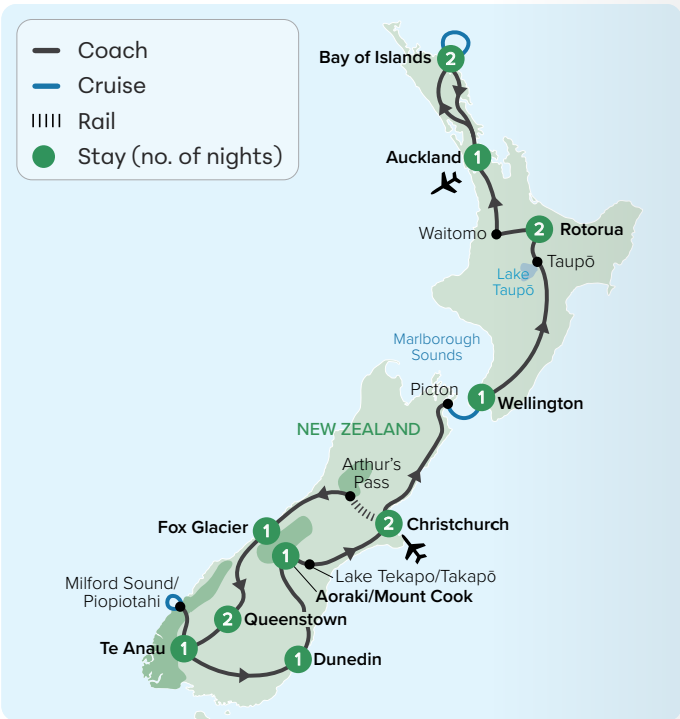 Coach
Cruise
Rail
Stay (no. of nights)
Bay of Islands
2
Auckland
1
Waitomo
2
Rotorua
Taupō
Lake
Taupō
Marlborough
Sounds
Picton
1
Wellington
NEW ZEALAND
Arthur's
Pass
Fox Glacier
1
2
Christchurch
1
Lake Tekapo/Takapō
Aoraki/Mount Cook
Milford Sound/
Piopiotahi
2
Queenstown
Te Anau
1
1
Dunedin